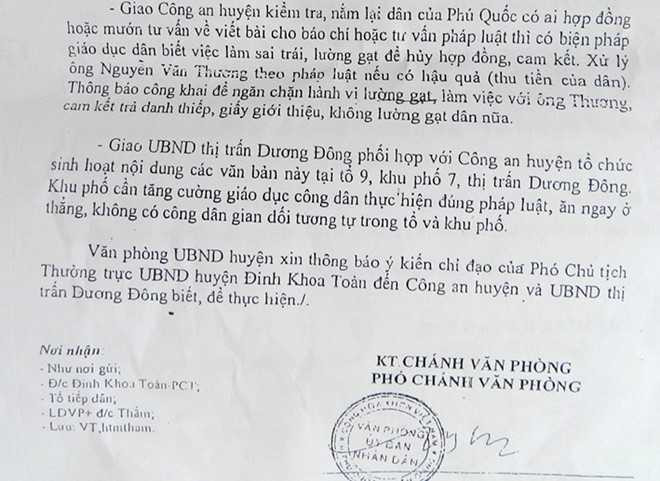 - Giao Công an huyện kiểm tra, nắm lại dân của Phú Quốc có ai hợp đồng
hoặc mướn tư vấn về viết bài cho báo chí hoặc tư vấn pháp luật thì có biện pháp
giáo dục dân biết việc làm sai trái, lường gạt để hủy hợp đồng, cam kết. Xử lý
ông Nguyễn Văn Thương theo pháp luật nếu có hậu quả (thu tiền của dân).
Thông báo công khai để ngăn chặn hành vi lường gạt, làm việc với ông Thương,
cam kết trả danh thiếp, giấy giới thiệu, không lường gạt dân nữa.
- Giao UBND thị trấn Dương Đông phối hợp với Công an huyện tổ chức
sinh hoạt nội dung các văn bản này tại tổ 9, khu phố 7, thị trấn Dương Đông.
Khu phố cần tăng cường giáo dục công dân thực hiện đúng pháp luật, ăn ngay ở
thẳng, không có công dân gian dối tương tự trong tổ và khu phố.
Văn phòng UBND huyện xin thông báo ý kiến chỉ đạo của Phó Chủ tịch
Thường trực UBND huyện Đinh Khoa Toàn đến Công an huyện và UBND thị
trấn Dương Đông biết, để thực hiện./.
Nơi nhận:
- Như nơi gửi;
- Đ/c Đinh Khoa Toàn-PCT;
- Tổ tiếp dân;
- LĐVP+ đ/c Thắm;
- Lưu: VT,htmtham.
KT CHÁNH VĂN PHÒNG
PHÓ CHÁNH VĂN PHÒNG
VĂN PHÒNG
ỦY BAN
NHÂN DÂN